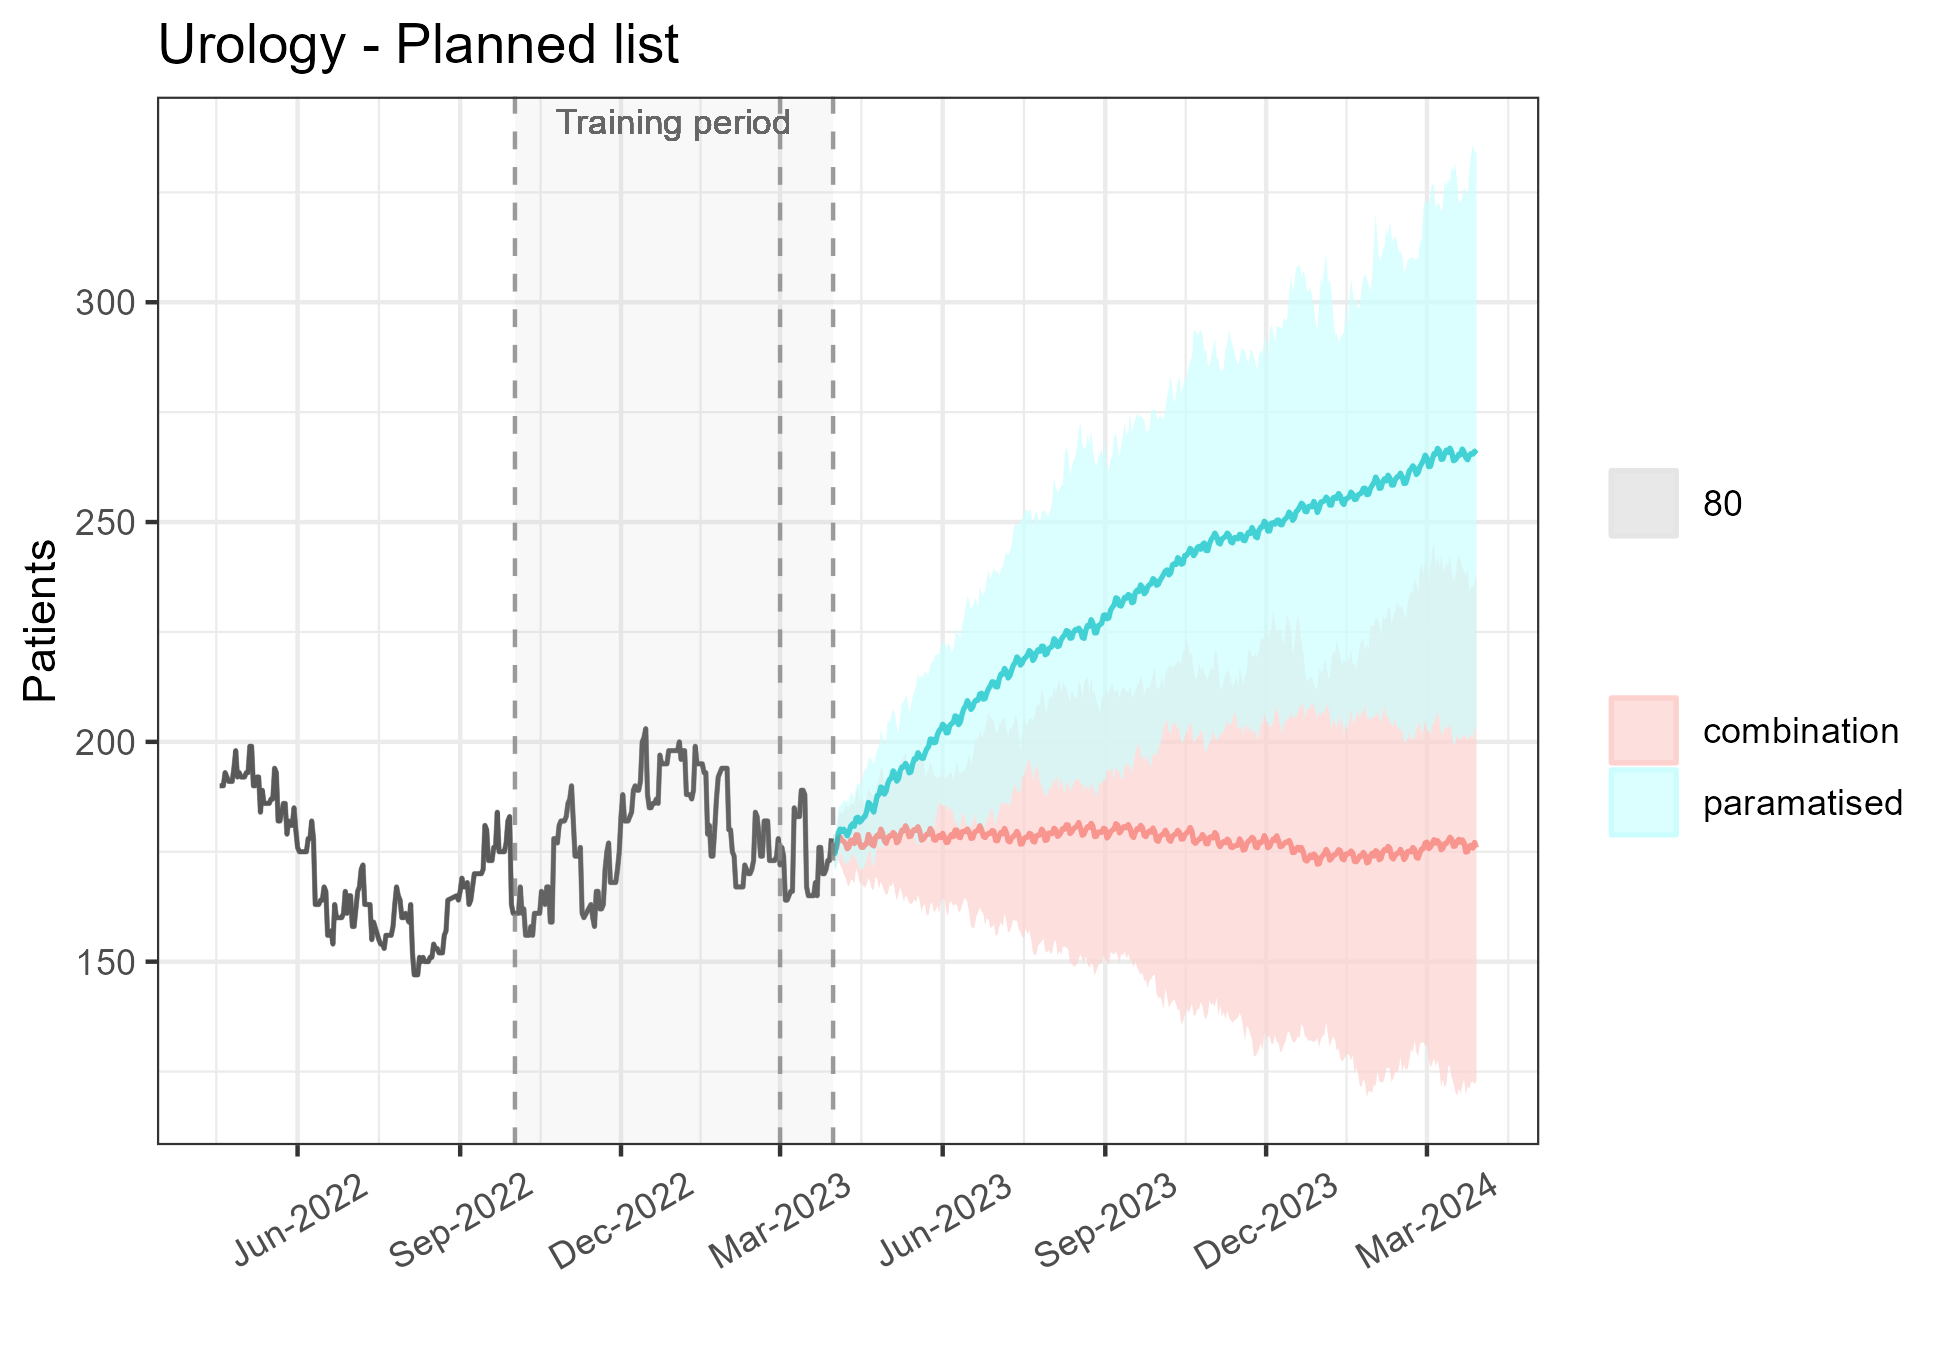 Urology - Planned list
Training period
Patients
300
250
200
150
Jun-2022
Sep-2022
Dec-2022
Mar-2023
Jun-2023
Sep-2023
Dec-2023
Mar-2024
80
combination
paramatised